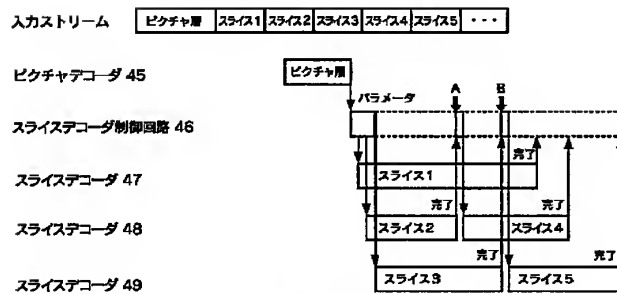 入力ストリーム ピクチャ層 スライス1 スライス2 スライス3 スライス4 スライス5 ・・・
ピクチャデコーダ 45 ピクチャ層
パラメータ A B
スライスデコーダ制御回路 46
完了
スライスデコーダ 47 スライス1
完了 完了
スライスデコーダ 48 スライス2 スライス4
完了 完了
スライスデコーダ 49 スライス3 スライス5